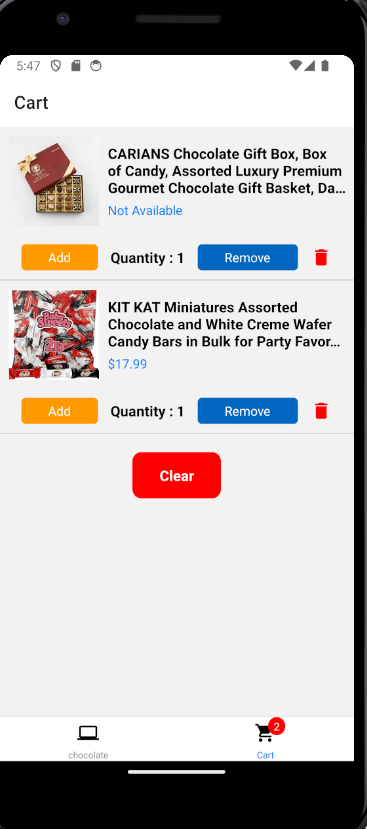 5:47
Cart
CARIANS Chocolate Gift Box, Box
of Candy, Assorted Luxury Premium
Gourmet Chocolate Gift Basket, Da...
Not Available
Add Quantity : 1 Remove
KIT KAT Miniatures Assorted
Chocolate and White Creme Wafer
Candy Bars in Bulk for Party Favor...
$17.99
Add Quantity : 1 Remove
Clear
2
chocolate Cart